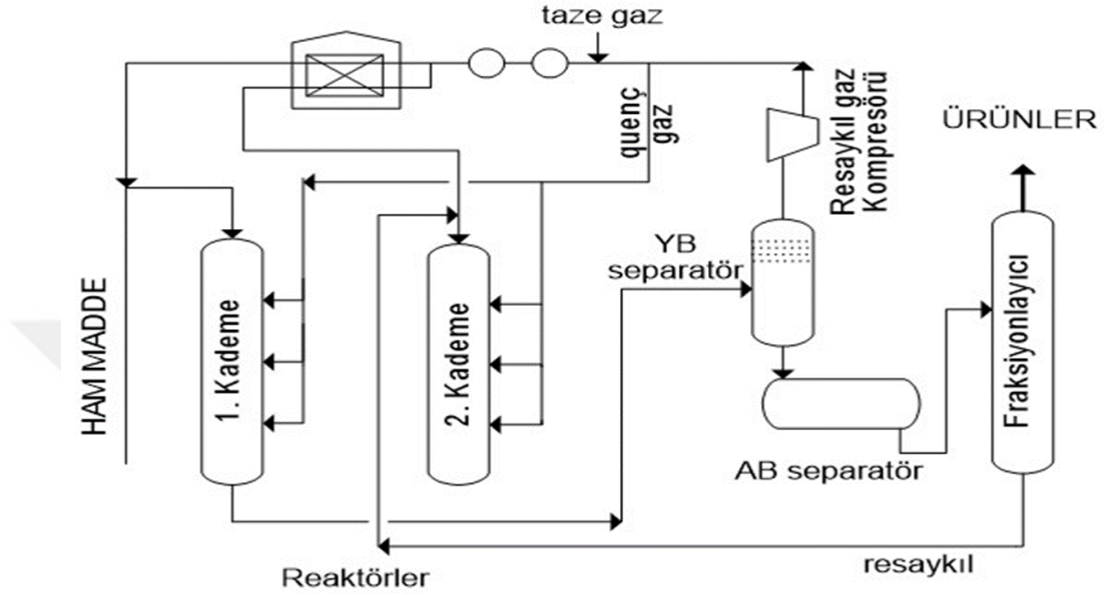 taze gaz
quenç
gaz
Resaykıl gaz
Kompresörü
ÜRÜNLER
HAM MADDE
1. Kademe
2. Kademe
YB
separatör
Fraksiyonlayıcı
AB separatör
resaykıl
Reaktörler